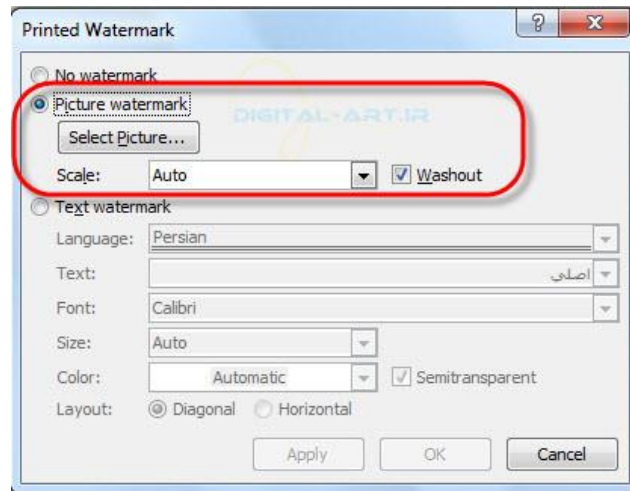 Printed Watermark
No watermark
Picture watermark
DIGITAL-ART.IR
Select Picture...
Scale: Auto Washout
Text watermark
Language: Persian
Text: اصلی
Font: Calibri
Size: Auto
Color: Automatic Semitransparent
Layout: Diagonal Horizontal
Apply OK Cancel